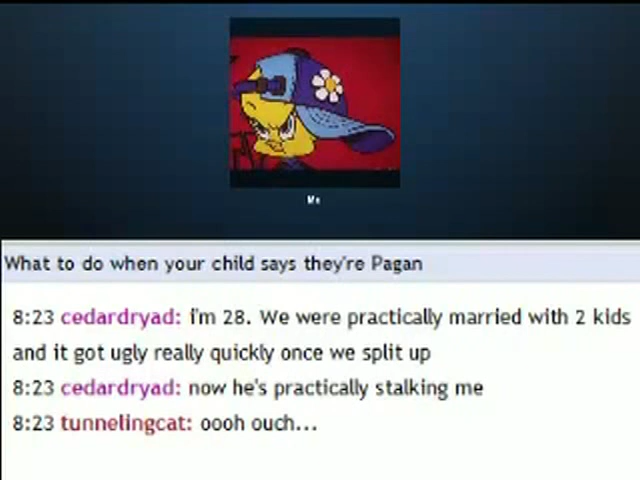 Me
What to do when your child says they're Pagan
8:23 cedardryad: i'm 28. We were practically married with 2 kids
and it got ugly really quickly once we split up
8:23 cedardryad: now he's practically stalking me
8:23 tunnelingcat: oooh ouch...